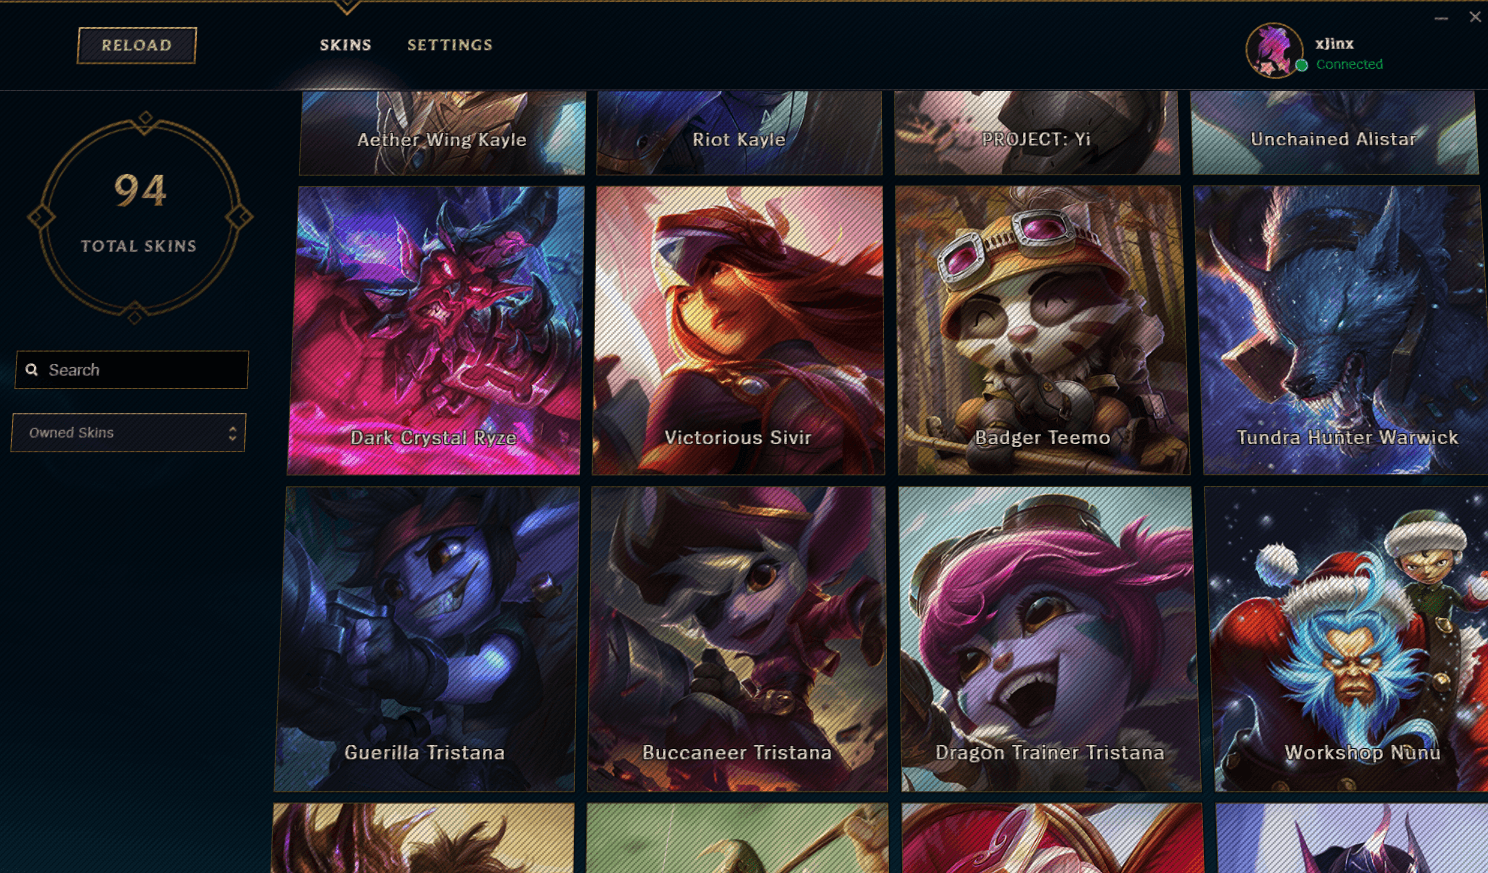 RELOAD
SKINS
SETTINGS
xJinx
Connected
94
TOTAL SKINS
Search
Owned Skins
Aether Wing Kayle
Riot Kayle
PROJECT: Yi
Unchained Alistar
Dark Crystal Ryze
Victorious Sivir
Badger Teemo
Tundra Hunter Warwick
Guerilla Tristana
Buccaneer Tristana
Dragon Trainer Tristana
Workshop Nunu